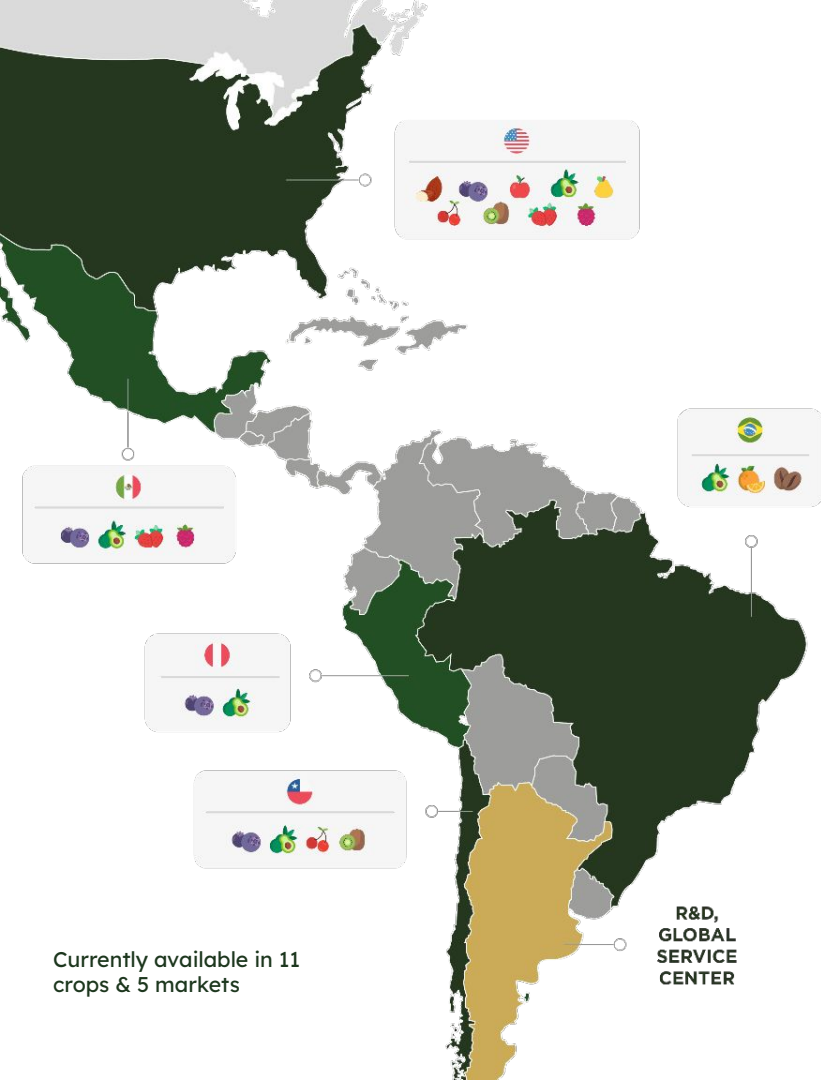 R&D,
GLOBAL
SERVICE
CENTER
Currently available in 11
crops & 5 markets